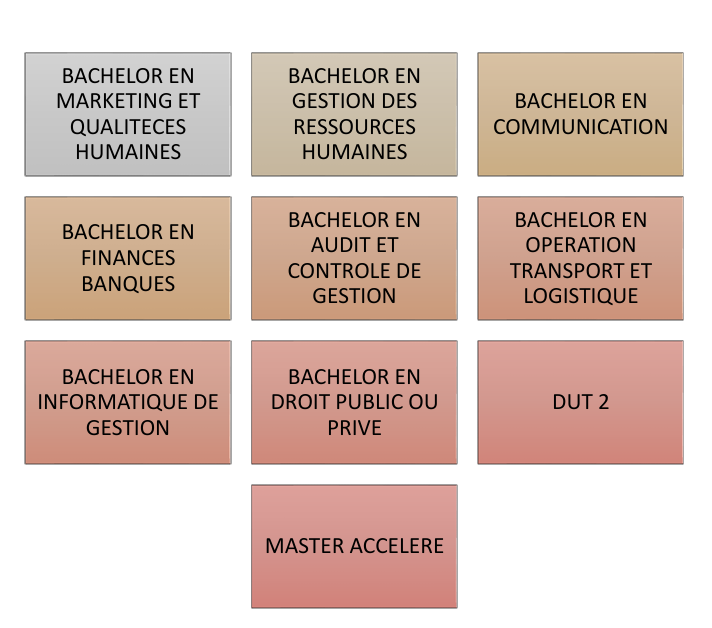 BACHELOR EN
MARKETING ET
QUALITECES
HUMAINES
BACHELOR EN
GESTION DES
RESSOURCES
HUMAINES
BACHELOR EN
COMMUNICATION
BACHELOR EN
FINANCES
BANQUES
BACHELOR EN
AUDIT ET
CONTROLE DE
GESTION
BACHELOR EN
OPERATION
TRANSPORT ET
LOGISTIQUE
BACHELOR EN
INFORMATIQUE DE
GESTION
BACHELOR EN
DROIT PUBLIC OU
PRIVE
DUT 2
MASTER ACCELERE